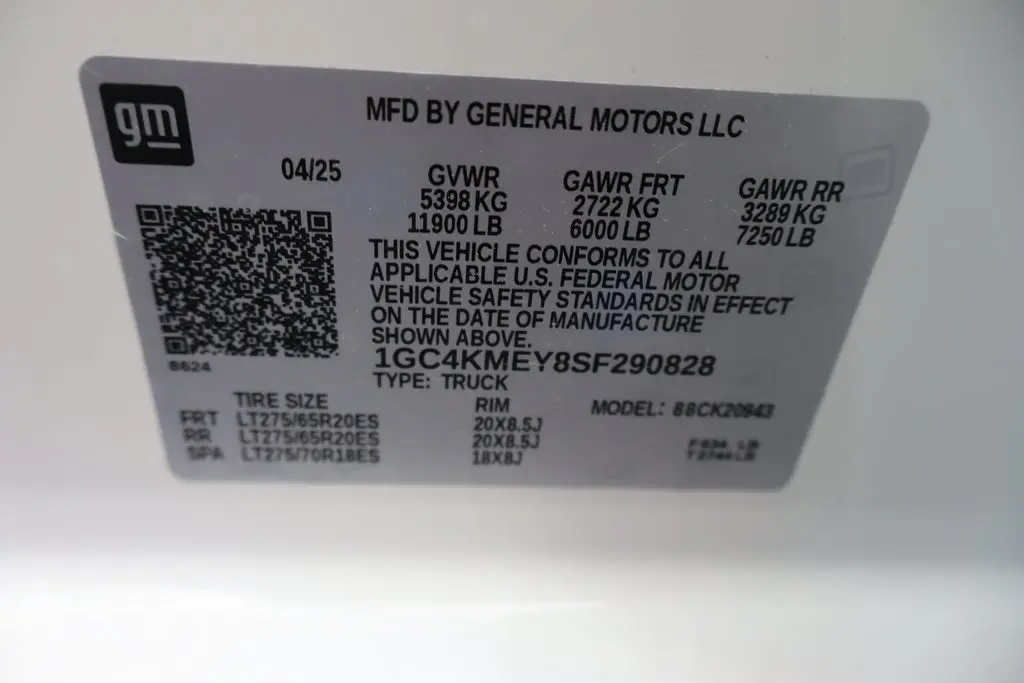 gm
MFD BY GENERAL MOTORS LLC
04/25
GVWR GAWR FRT GAWR RR
5398 KG 2722 KG 3289 KG
11900 LB 6000 LB 7250 LB
THIS VEHICLE CONFORMS TO ALL
APPLICABLE U.S. FEDERAL MOTOR
VEHICLE SAFETY STANDARDS IN EFFECT
ON THE DATE OF MANUFACTURE
SHOWN ABOVE.
1GC4KMEY8SF290828
8624
TYPE: TRUCK
TIRE SIZE RIM MODEL:
FRT LT275/65R20ES 20X8.5J
RR LT275/65R20ES 20X8.5J
SPA LT275/70R18ES 18X8J